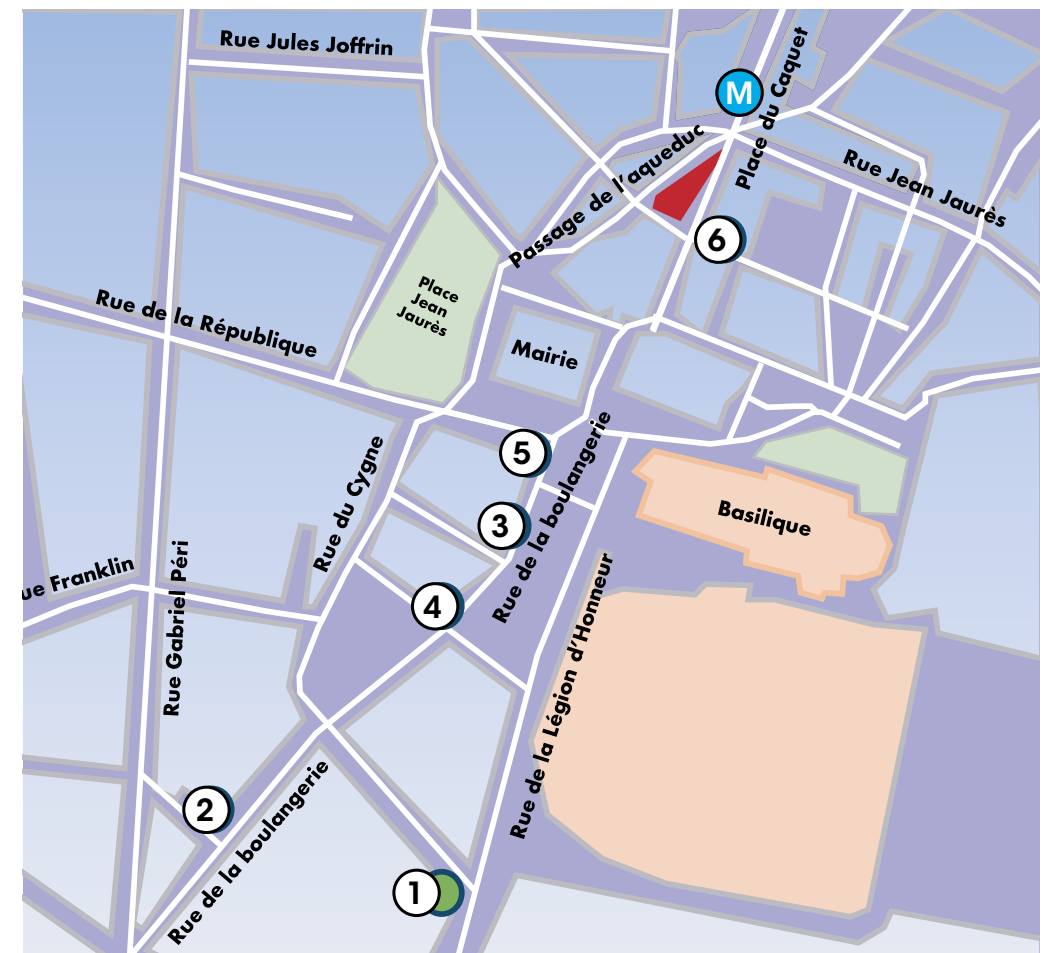 Rue Jules Joffrin
M
Place du Caquet
Passage de l'aqueduc
Rue Jean Jaurès
6
Place
Jean
Jaurès
Rue de la République
Mairie
5
Rue de la boulangerie
Rue du Cygne
3
Basilique
ue Franklin
4
Rue Gabriel Péri
Rue de la Légion d'Honneur
2
Rue de la boulangerie
1